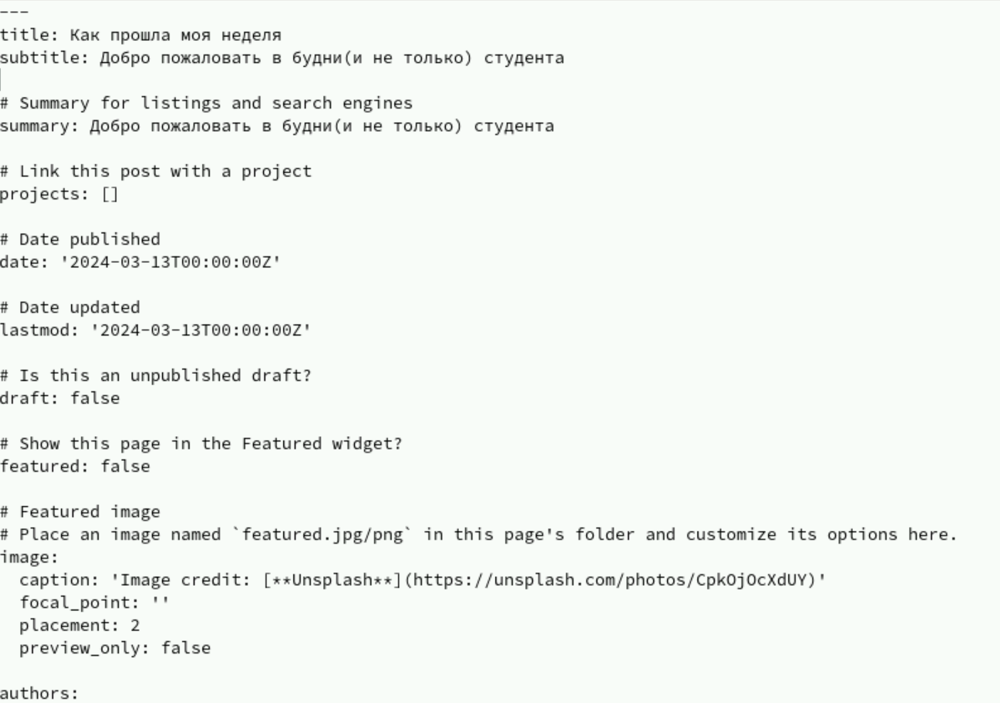 ---
title: Как прошла моя неделя
subtitle: Добро пожаловать в будни(и не только) студента
# Summary for listings and search engines
summary: Добро пожаловать в будни(и не только) студента
# Link this post with a project
projects: []
# Date published
date: '2024-03-13T00:00:00Z'
# Date updated
lastmod: '2024-03-13T00:00:00Z'
# Is this an unpublished draft?
draft: false
# Show this page in the Featured widget?
featured: false
# Featured image
# Place an image named `featured.jpg/png` in this page's folder and customize its options here.
image:
  caption: 'Image credit: [**Unsplash**](https://unsplash.com/photos/CpkOjOcXdUY)'
  focal_point: ''
  placement: 2
  preview_only: false
authors: